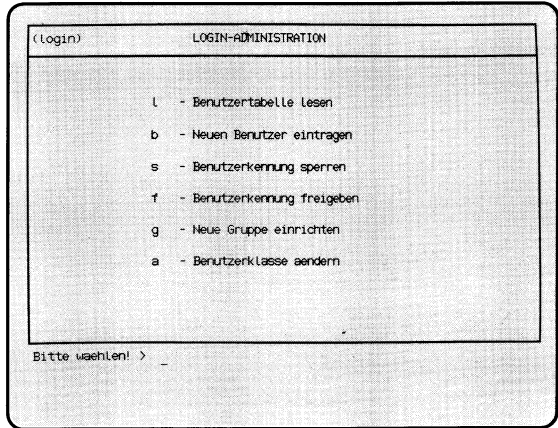 (login) LOGIN-ADMINISTRATION
l - Benutzertabelle lesen
b - Neuen Benutzer eintragen
s - Benutzerkennung sperren
f - Benutzerkennung freigeben
g - Neue Gruppe einrichten
a - Benutzerklasse aendern
Bitte waehlen! > _